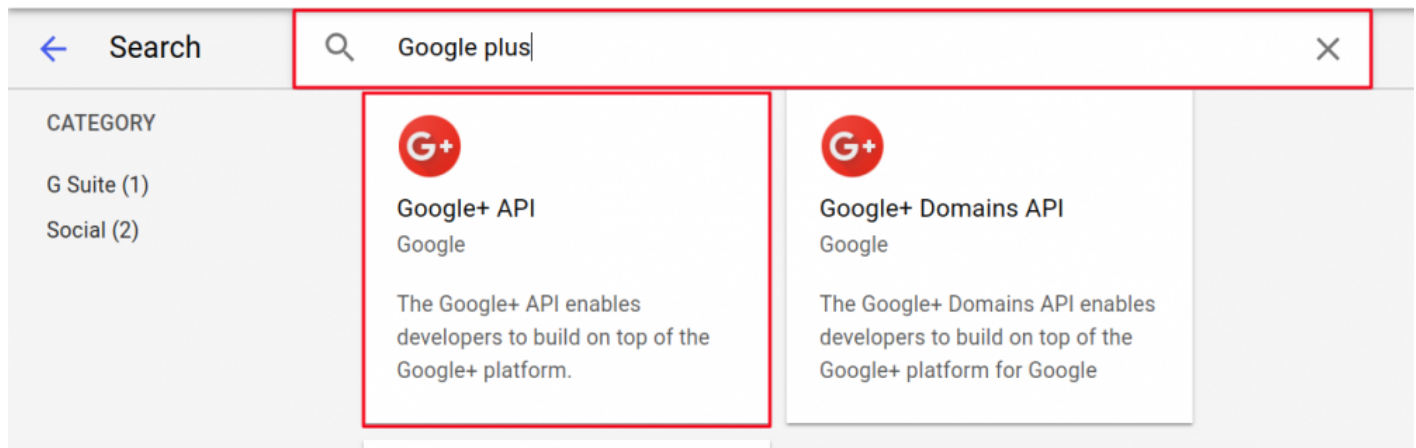 Search
Google plus
CATEGORY
G Suite (1)
Social (2)
G+
Google+ API
Google
The Google+ API enables
developers to build on top of the
Google+ platform.
G+
Google+ Domains API
Google
The Google+ Domains API enables
developers to build on top of the
Google+ platform for Google